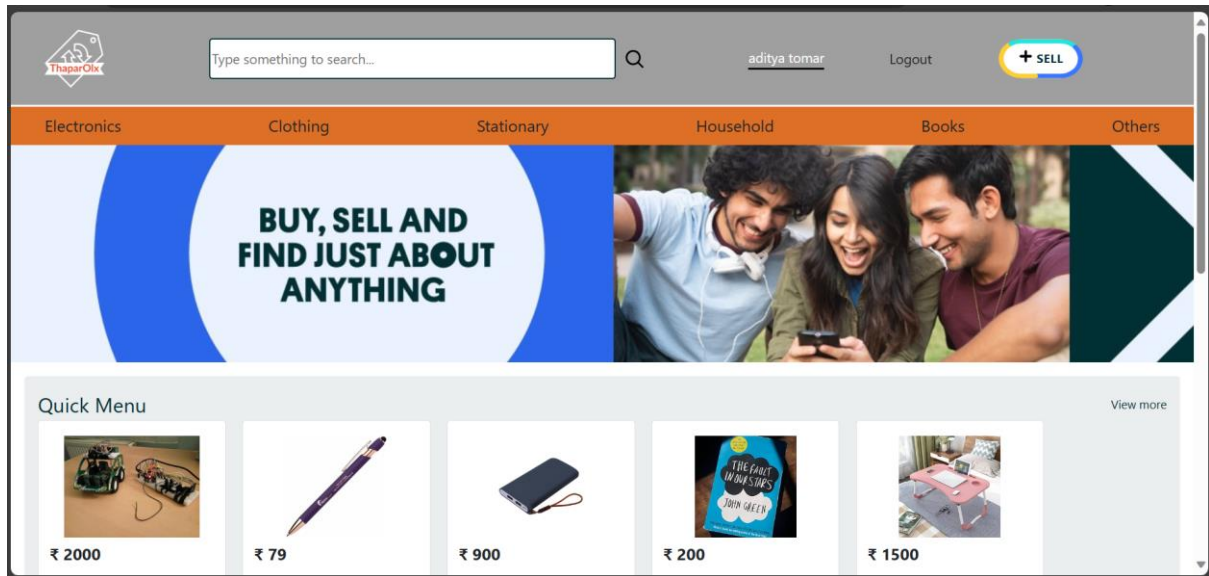 ThaparOlx
Type something to search...
aditya tomar
Logout
+ SELL
Electronics
Clothing
Stationary
Household
Books
Others
BUY, SELL AND
FIND JUST ABOUT
ANYTHING
Quick Menu
View more
THE FAULT
IN OUR STARS
JOHN GREEN
₹ 2000
₹ 79
₹ 900
₹ 200
₹ 1500